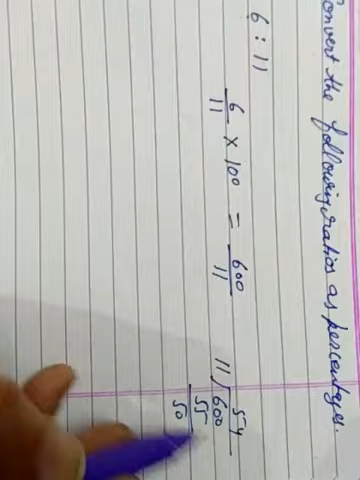 Convert the following ratios as percentages.
6 : 11
6/11 × 100 = 600/11
54
11)600
55
50